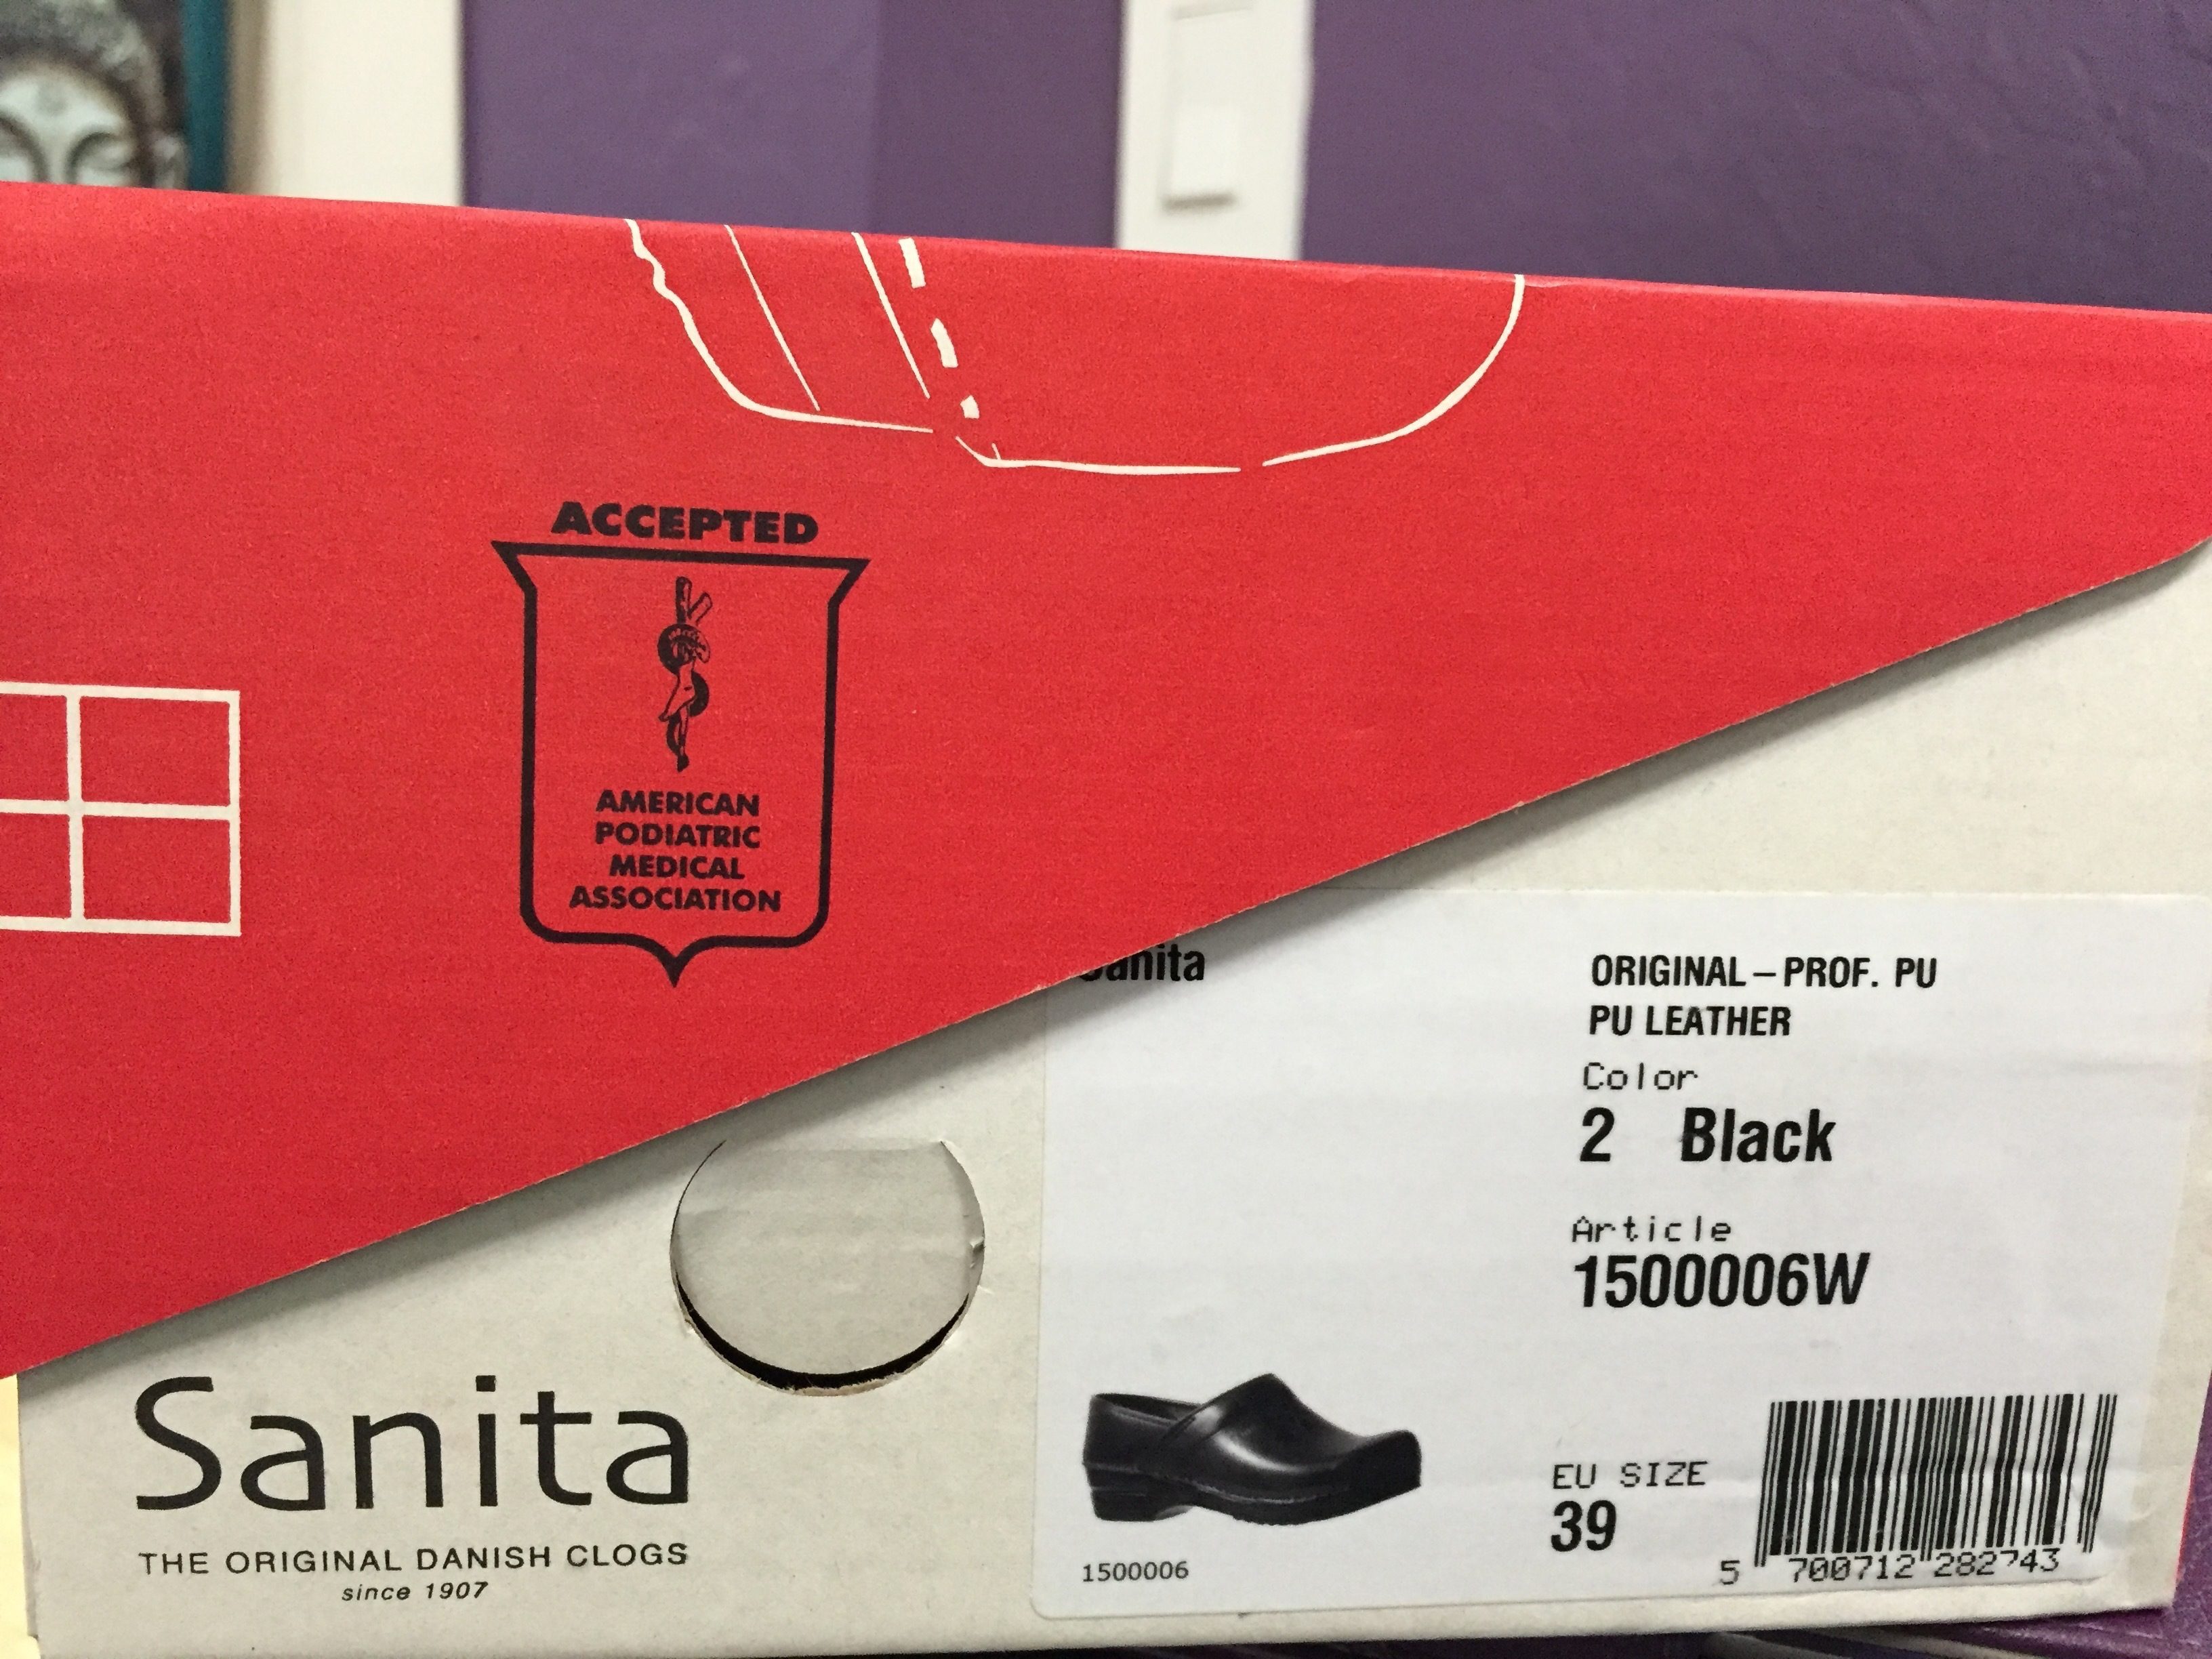 ACCEPTED
AMERICAN
PODIATRIC
MEDICAL
ASSOCIATION
Sanita
THE ORIGINAL DANISH CLOGS
since 1907
Sanita
ORIGINAL – PROF. PU
PU LEATHER
Color
2 Black
Article
1500006W
1500006
EU SIZE
39
5 700712 282743